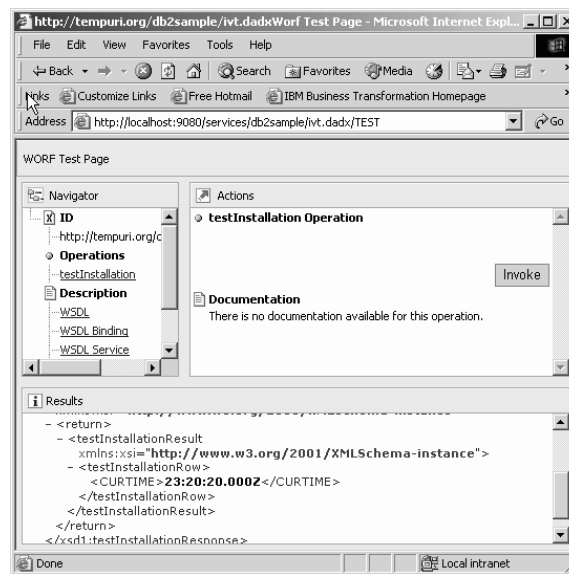 http://tempuri.org/db2sample/ivt.dadxWorf Test Page - Microsoft Internet Expl...
File Edit View Favorites Tools Help
Back Search Favorites Media
Links Customize Links Free Hotmail IBM Business Transformation Homepage
Address http://localhost:9080/services/db2sample/ivt.dadx/TEST Go
WORF Test Page
Navigator
ID
http://tempuri.org/c
Operations
testInstallation
Description
WSDL
WSDL Binding
WSDL Service
Actions
testInstallation Operation
Invoke
Documentation
There is no documentation available for this operation.
Results
- <return>
- <testInstallationResult
xmlns:xsi="http://www.w3.org/2001/XMLSchema-instance">
- <testInstallationRow>
<CURTIME>23:20:20.000Z</CURTIME>
</testInstallationRow>
</testInstallationResult>
</return>
</xsd1:testInstallationResponse>
Done Local intranet